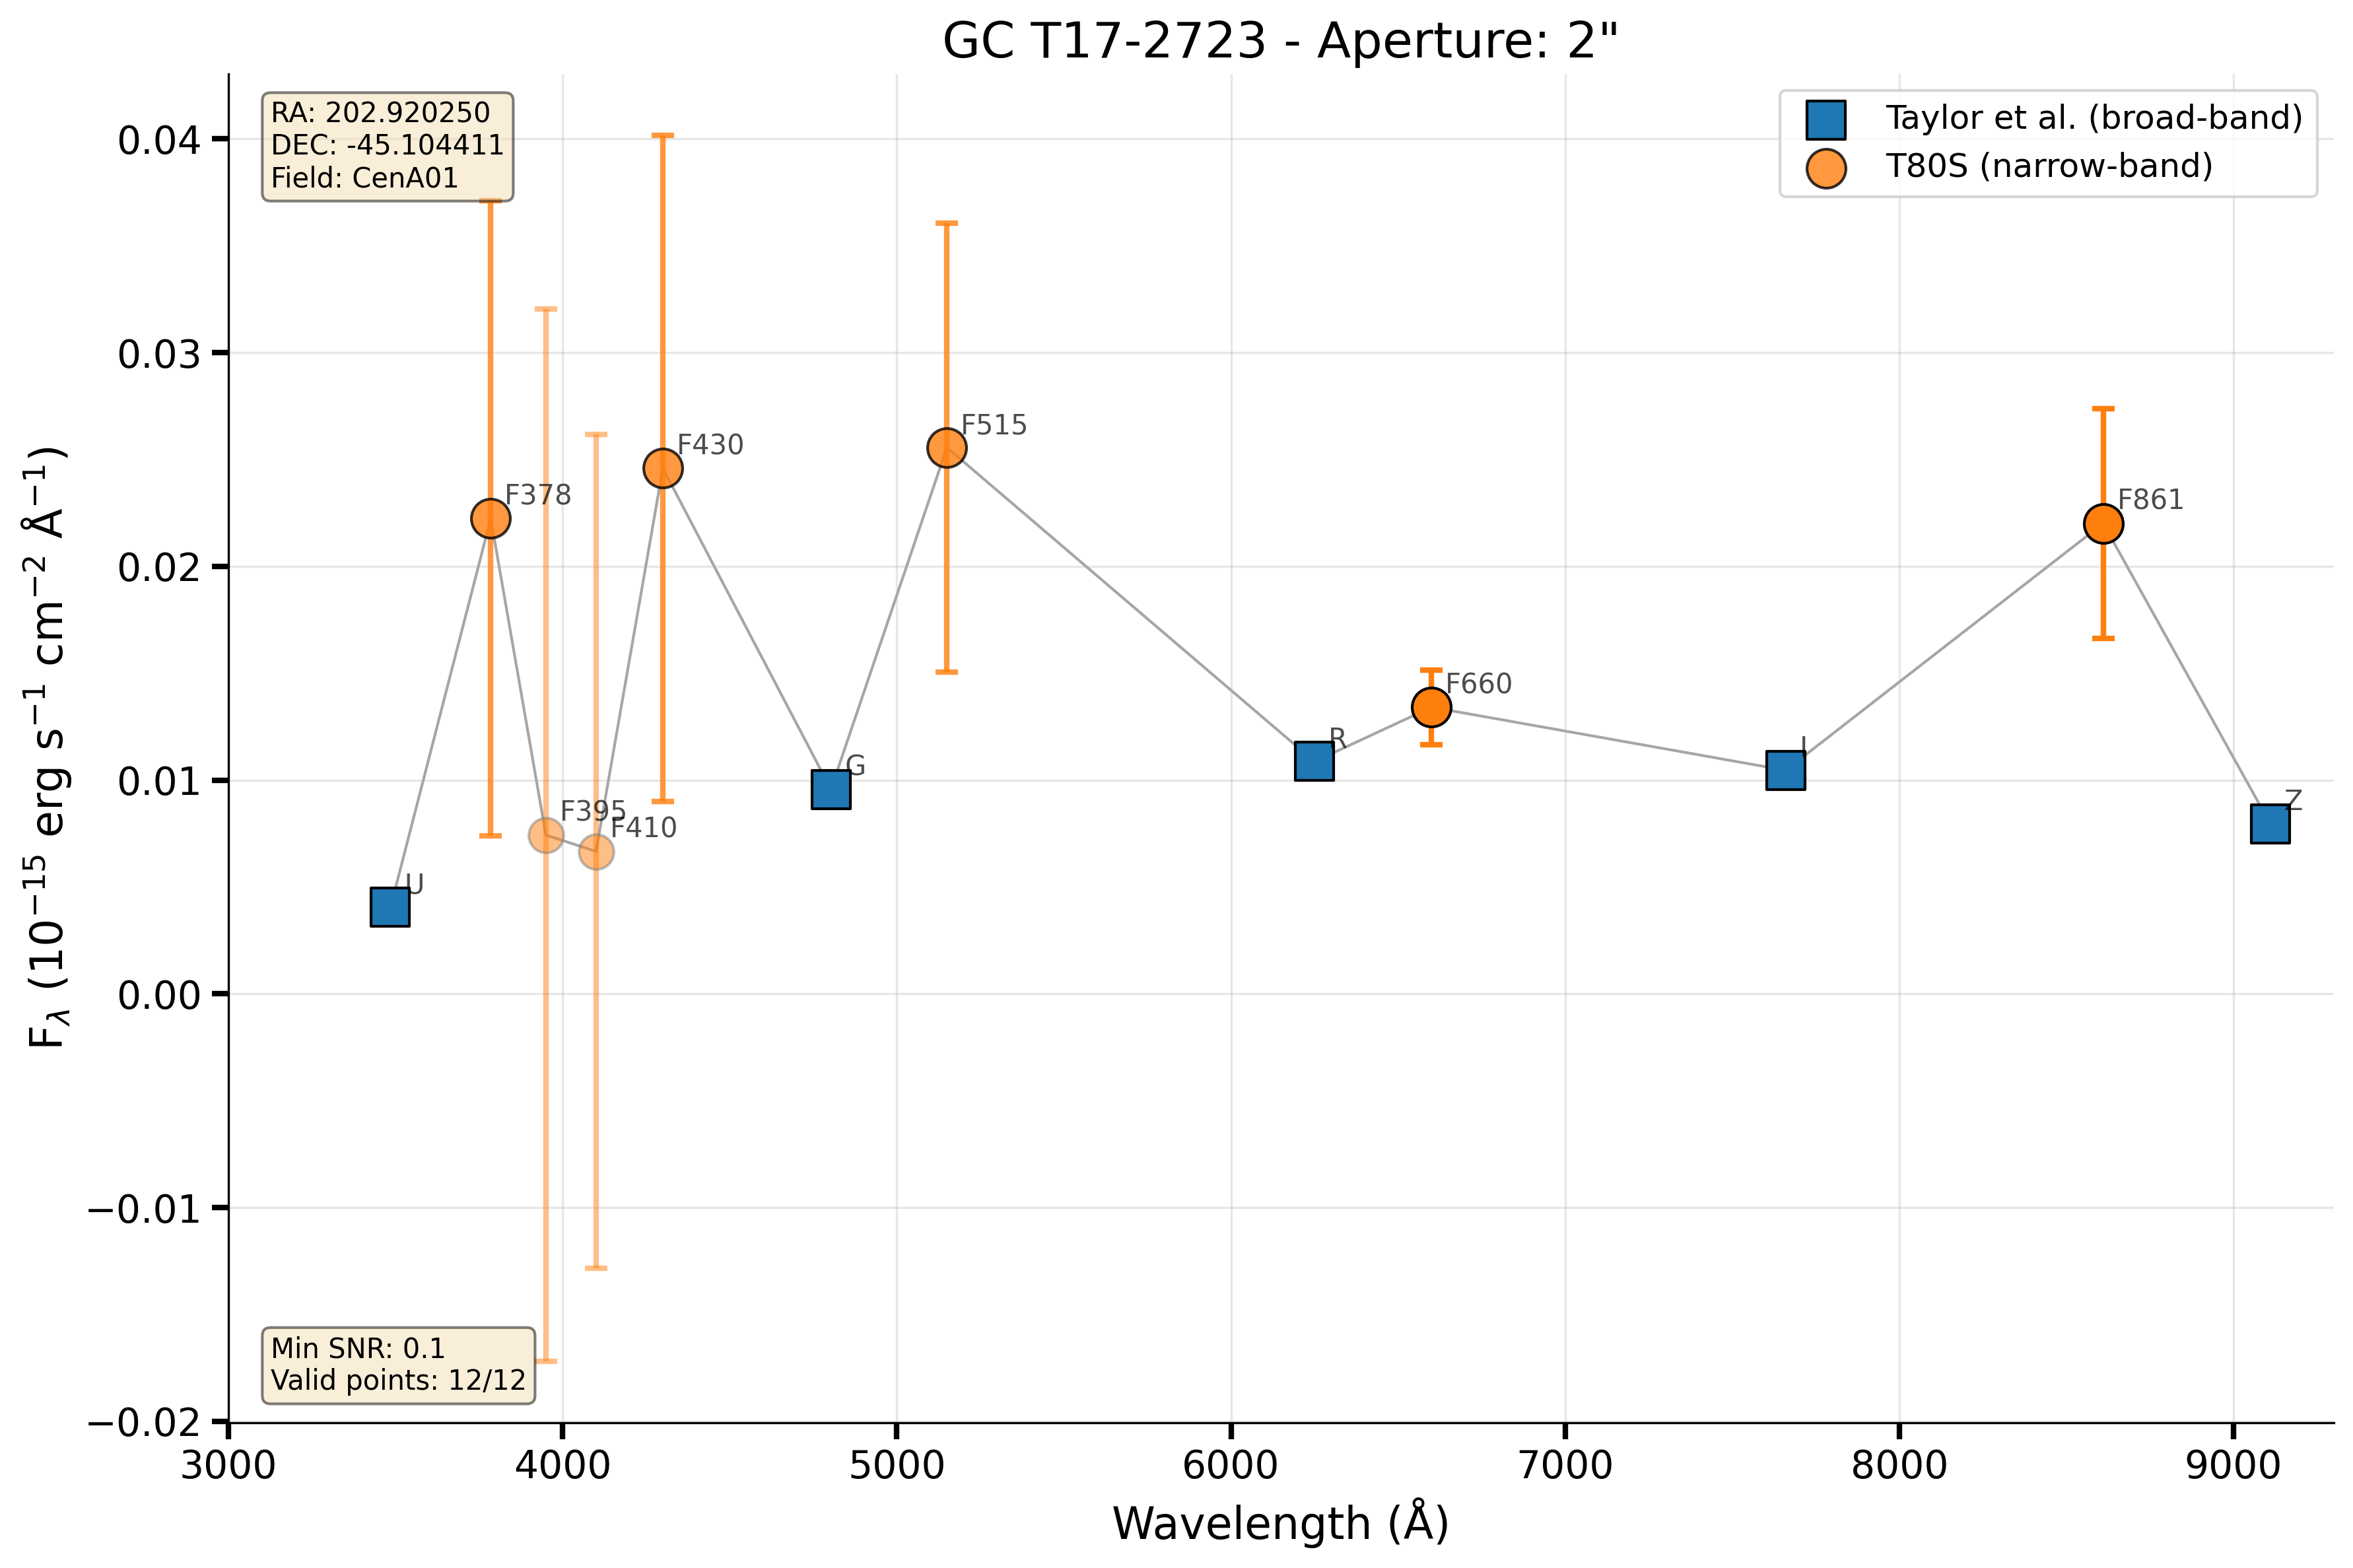 GC T17-2723 - Aperture: 2"
RA: 202.920250
DEC: -45.104411
Field: CenA01
Taylor et al. (broad-band)
T80S (narrow-band)
0.04
0.03
0.02
0.01
0.00
−0.01
−0.02
F_λ (10⁻¹⁵ erg s⁻¹ cm⁻² Å⁻¹)
U
F378
F395
F410
F430
G
F515
R
F660
I
F861
Z
Min SNR: 0.1
Valid points: 12/12
3000 4000 5000 6000 7000 8000 9000
Wavelength (Å)